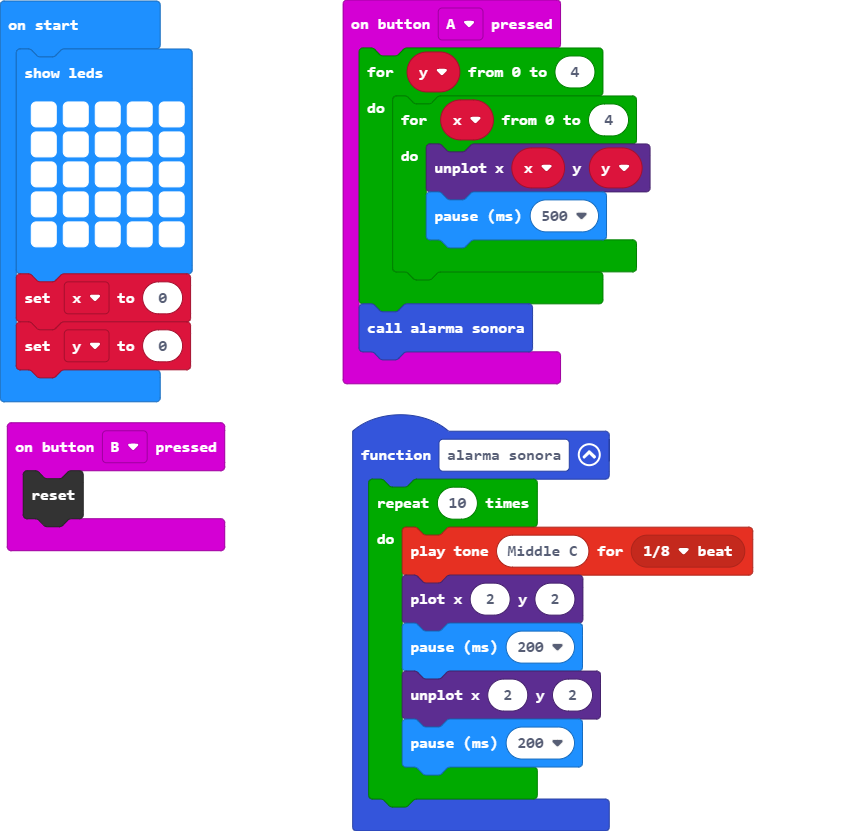 on start
show leds
set x to 0
set y to 0
on button A pressed
for y from 0 to 4
do
for x from 0 to 4
do
unplot x x y y
pause (ms) 500
call alarma sonora
on button B pressed
reset
function alarma sonora
repeat 10 times
do
play tone Middle C for 1/8 beat
plot x 2 y 2
pause (ms) 200
unplot x 2 y 2
pause (ms) 200